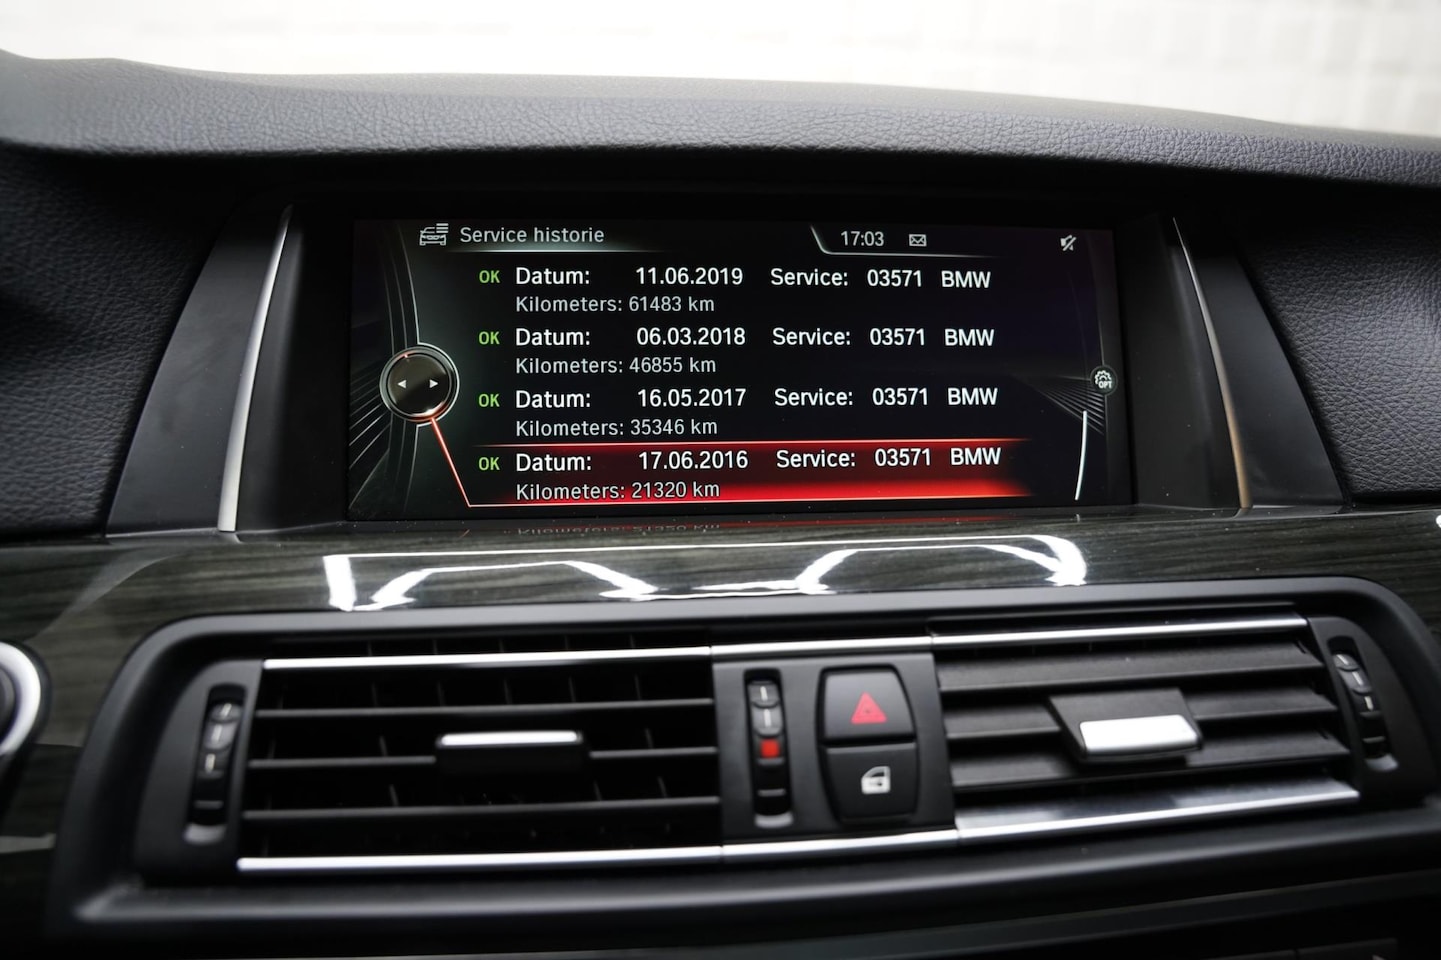 Service historie 17:03
OK Datum: 11.06.2019 Service: 03571 BMW
Kilometers: 61483 km
OK Datum: 06.03.2018 Service: 03571 BMW
Kilometers: 46855 km
OK Datum: 16.05.2017 Service: 03571 BMW
Kilometers: 35346 km
OK Datum: 17.06.2016 Service: 03571 BMW
Kilometers: 21320 km
OPT